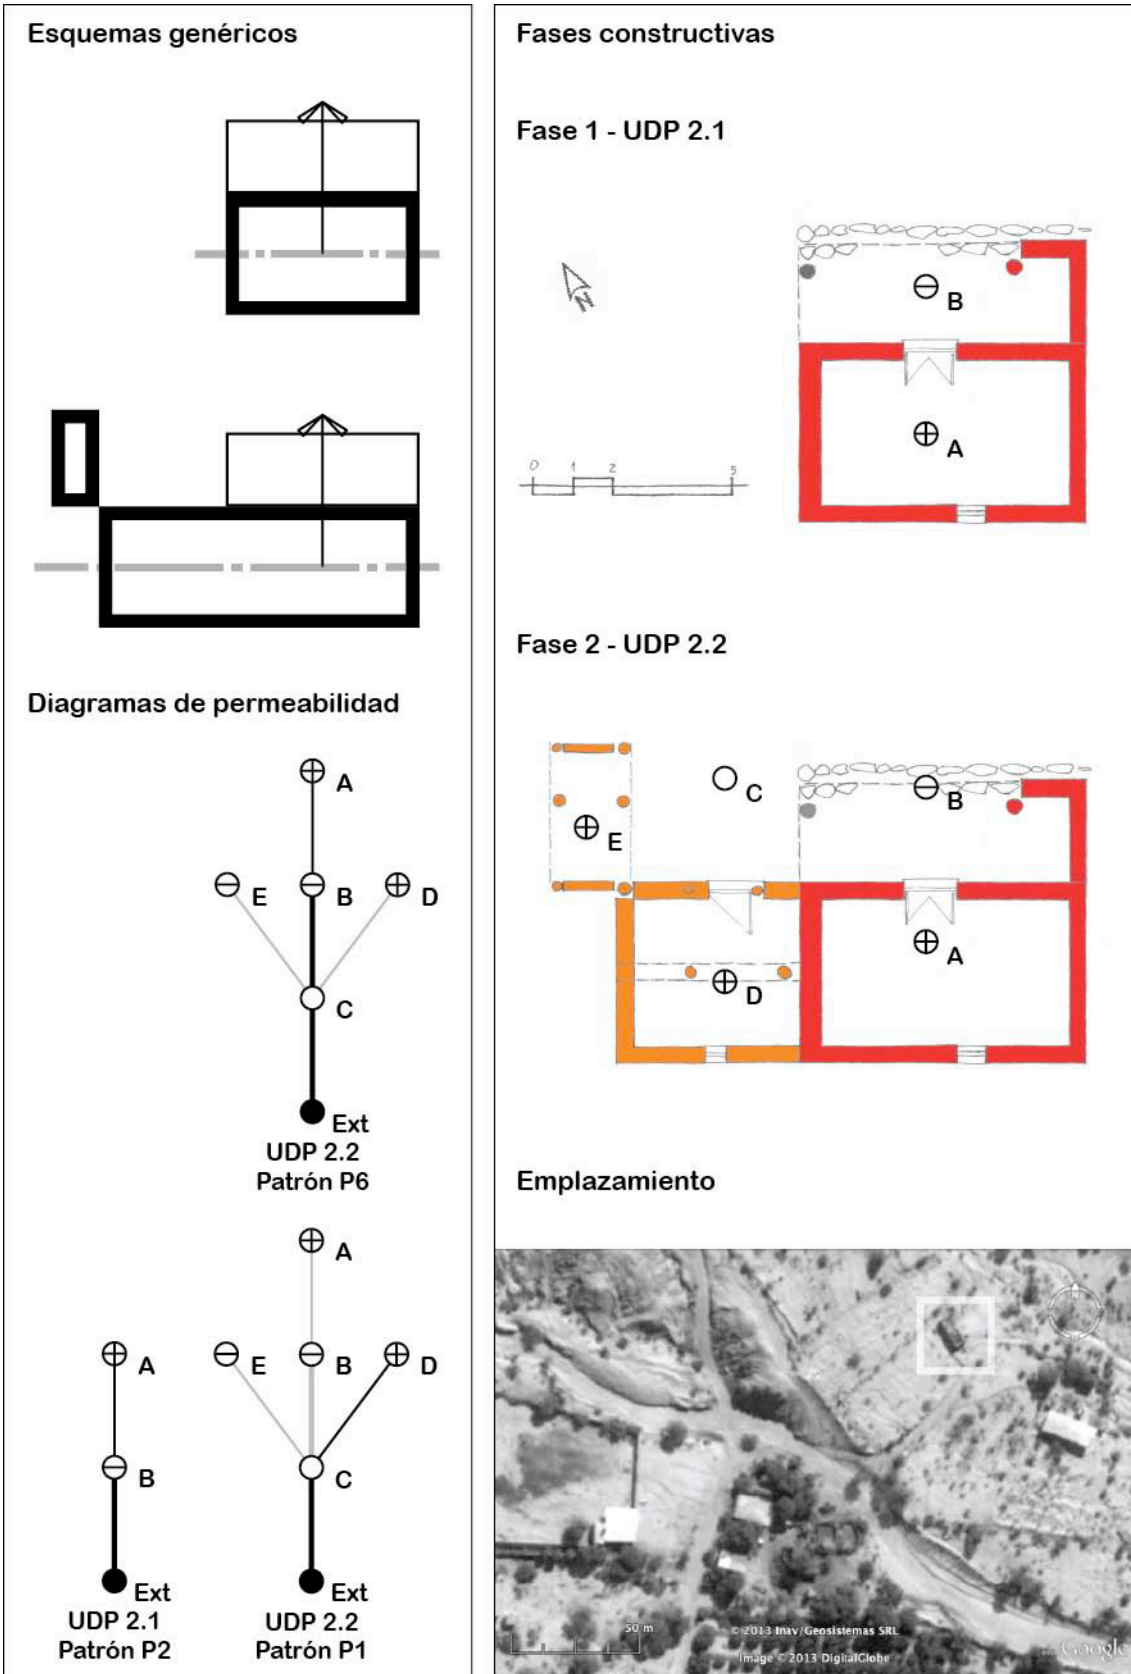 Esquemas genéricos
Diagramas de permeabilidad
A
E
B
D
C
Ext
UDP 2.2
Patrón P6
A
A
E
B
D
B
C
Ext
Ext
UDP 2.1
UDP 2.2
Patrón P2
Patrón P1
Fases constructivas
Fase 1 - UDP 2.1
N
B
A
0 1 2 5
Fase 2 - UDP 2.2
C
B
E
A
D
Emplazamiento
N
50 m
© 2013 Inav/Geosistemas SRL
Image © 2013 DigitalGlobe
Google